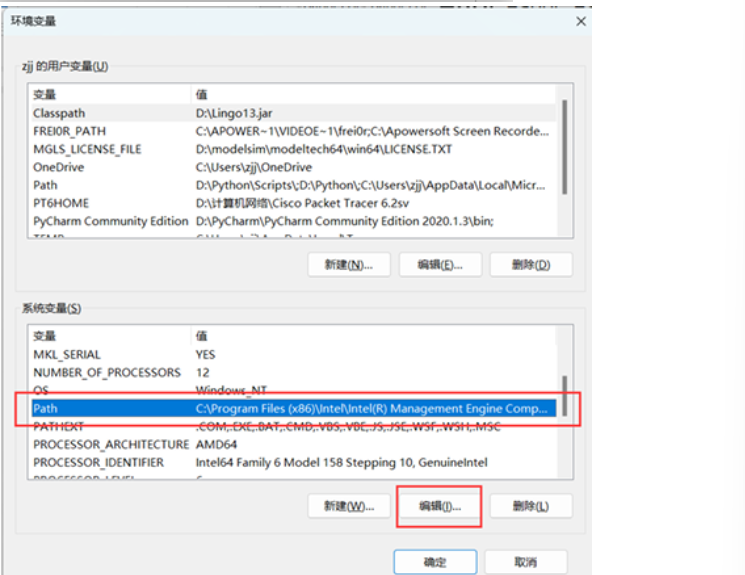 环境变量
zjj 的用户变量(U)
变量 值
Classpath D:\Lingo13.jar
FREI0R_PATH C:\APOWER~1\VIDEOE~1\frei0r;C:\Apowersoft Screen Recorde...
MGLS_LICENSE_FILE D:\modelsim\modeltech64\win64\LICENSE.TXT
OneDrive C:\Users\zjj\OneDrive
Path D:\Python\Scripts\;D:\Python\;C:\Users\zjj\AppData\Local\Micr...
PT6HOME D:\计算机网络\Cisco Packet Tracer 6.2sv
PyCharm Community Edition D:\PyCharm\PyCharm Community Edition 2020.1.3\bin;
新建(N)... 编辑(E)... 删除(D)
系统变量(S)
变量 值
MKL_SERIAL YES
NUMBER_OF_PROCESSORS 12
OS Windows_NT
Path C:\Program Files (x86)\Intel\Intel(R) Management Engine Comp...
PATHEXT .COM;.EXE;.BAT;.CMD;.VBS;.VBE;.JS;.JSE;.WSF;.WSH;.MSC
PROCESSOR_ARCHITECTURE AMD64
PROCESSOR_IDENTIFIER Intel64 Family 6 Model 158 Stepping 10, GenuineIntel
新建(W)... 编辑(I)... 删除(L)
确定 取消